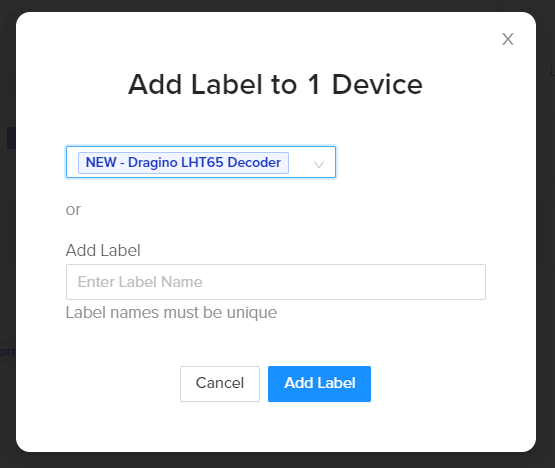 X
Add Label to 1 Device
NEW - Dragino LHT65 Decoder
or
Add Label
Enter Label Name
Label names must be unique
Cancel
Add Label